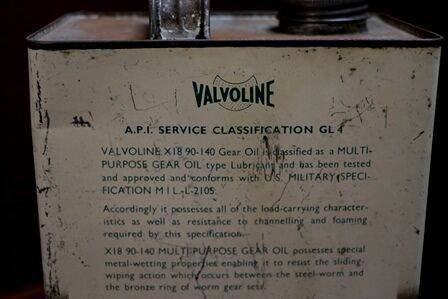 VALVOLINE
A.P.I. SERVICE CLASSIFICATION GL 4
VALVOLINE X18 90-140 Gear Oil is classified as a MULTI-
PURPOSE GEAR OIL type Lubricant and has been tested
and approved and conforms with U.S. MILITARY SPECI-
FICATION M I L-L-2105.
Accordingly it possesses all of the load-carrying character-
istics as well as resistance to channelling and foaming
required by this specification.
X18 90-140 MULTI-PURPOSE GEAR OIL possesses special
metal-wetting properties enabling it to resist the sliding-
wiping action which occurs between the steel-worm and
the bronze ring of worm gear sets.